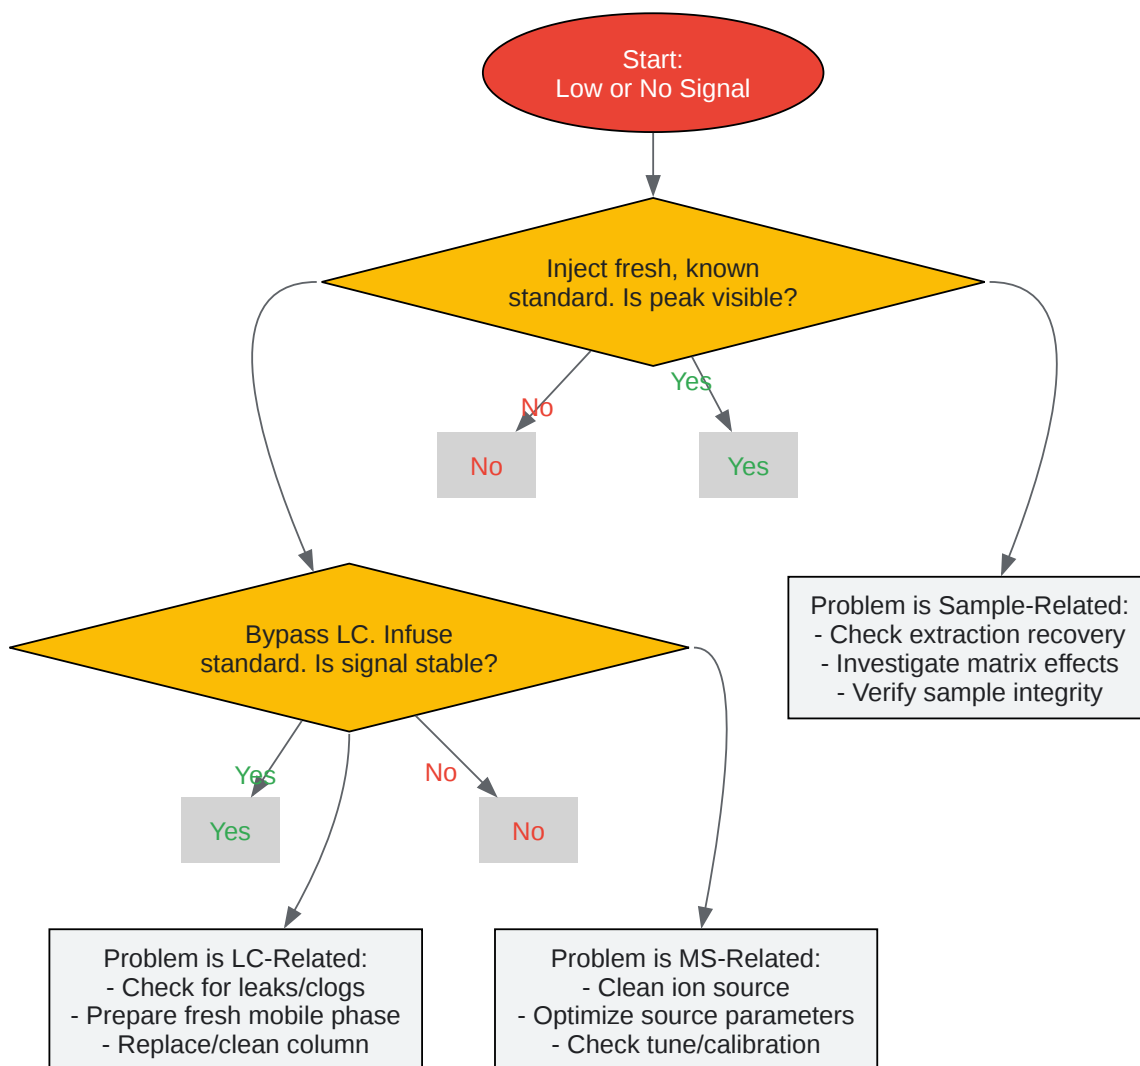 Start:
Low or No Signal
Inject fresh, known
standard. Is peak visible?
Yes
No
No
Yes
Problem is Sample-Related:
- Check extraction recovery
- Investigate matrix effects
- Verify sample integrity
Bypass LC. Infuse
standard. Is signal stable?
Yes
No
Yes
No
Problem is LC-Related:
- Check for leaks/clogs
- Prepare fresh mobile phase
- Replace/clean column
Problem is MS-Related:
- Clean ion source
- Optimize source parameters
- Check tune/calibration